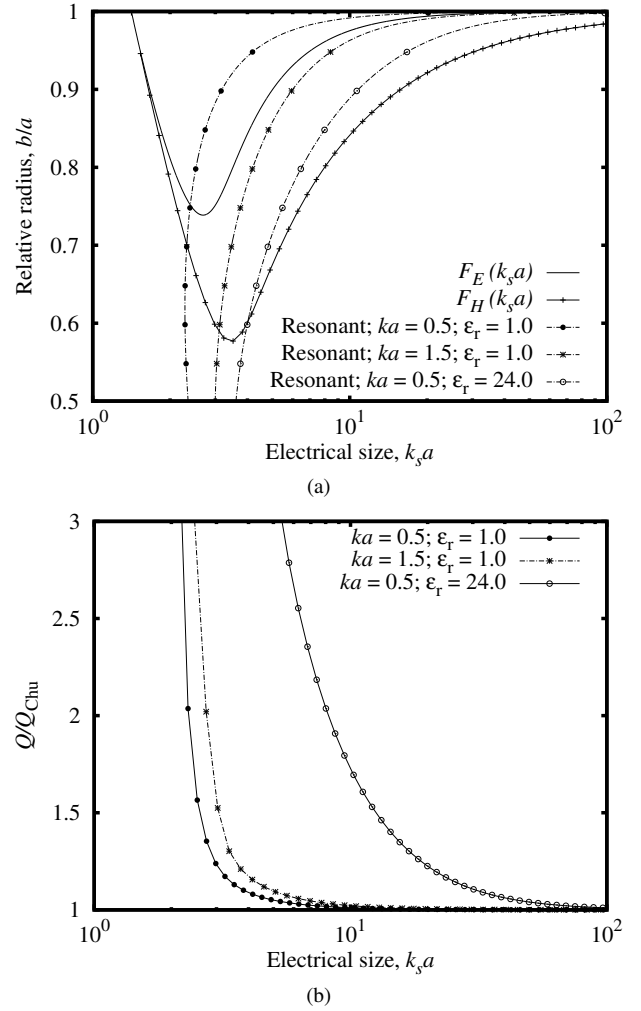 1
0.9
0.8
0.7
0.6
0.5
Relative radius, b/a
F_E (k_s a)
F_H (k_s a)
Resonant; ka = 0.5; ε_r = 1.0
Resonant; ka = 1.5; ε_r = 1.0
Resonant; ka = 0.5; ε_r = 24.0
10^0 10^1 10^2
Electrical size, k_s a
(a)
3
2.5
2
1.5
1
Q/Q_Chu
ka = 0.5; ε_r = 1.0
ka = 1.5; ε_r = 1.0
ka = 0.5; ε_r = 24.0
10^0 10^1 10^2
Electrical size, k_s a
(b)